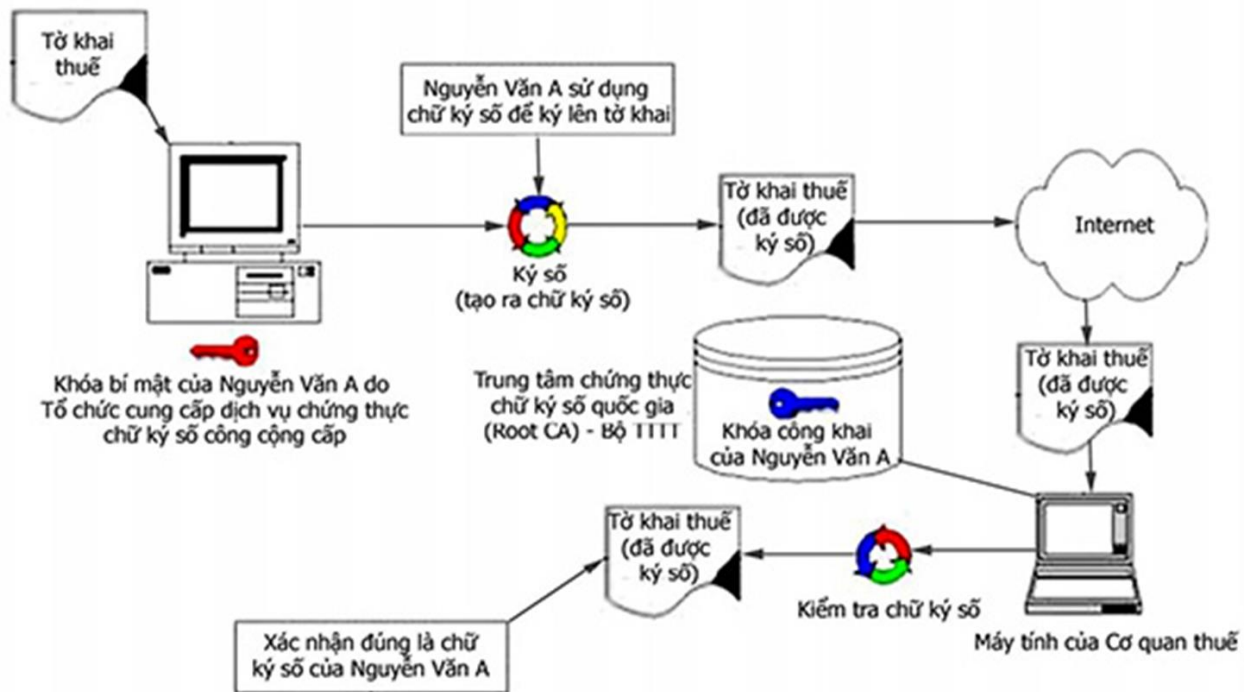 Tờ khai
thuế
Nguyễn Văn A sử dụng
chữ ký số để ký lên tờ khai
Ký số
(tạo ra chữ ký số)
Tờ khai thuế
(đã được
ký số)
Internet
Khóa bí mật của Nguyễn Văn A do
Tổ chức cung cấp dịch vụ chứng thực
chữ ký số công cộng cấp
Trung tâm chứng thực
chữ ký số quốc gia
(Root CA) - Bộ TTTT
Khóa công khai
của Nguyễn Văn A
Tờ khai thuế
(đã được
ký số)
Máy tính của Cơ quan thuế
Kiểm tra chữ ký số
Tờ khai thuế
(đã được
ký số)
Xác nhận đúng là chữ
ký số của Nguyễn Văn A